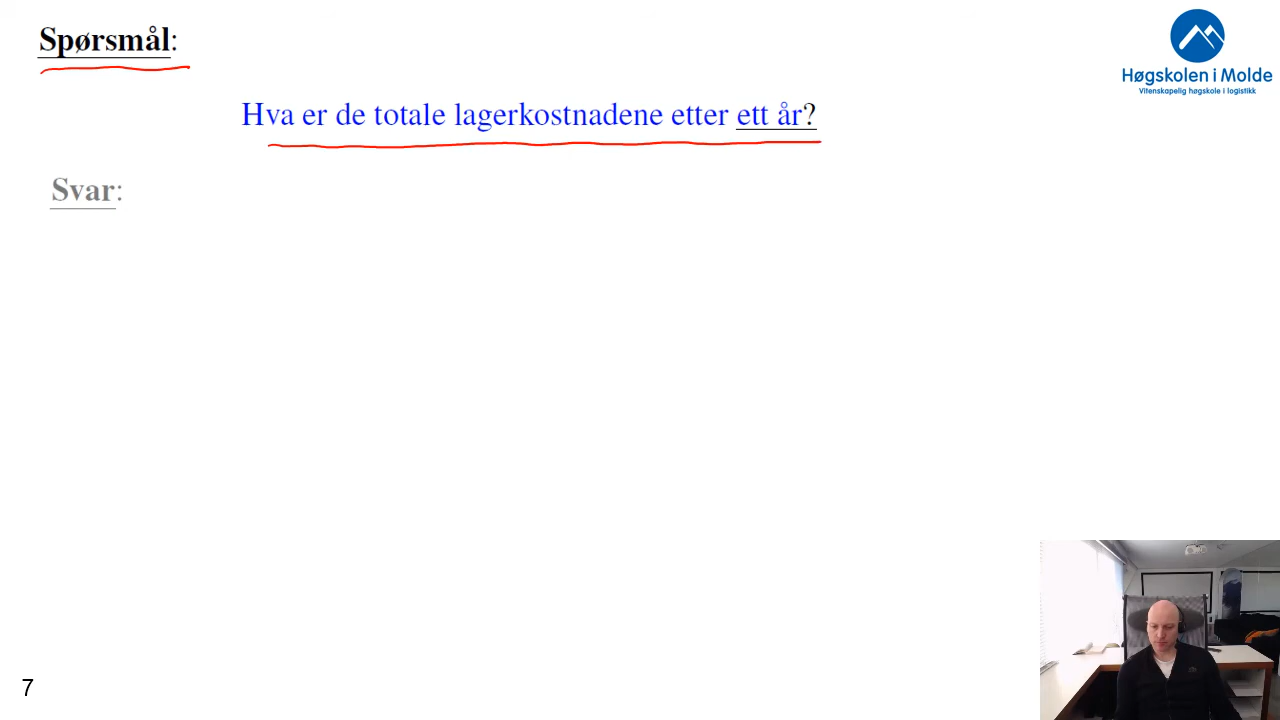 Spørsmål:
Høgskolen i Molde
Vitenskapelig høgskole i logistikk
Hva er de totale lagerkostnadene etter ett år?
Svar:
7